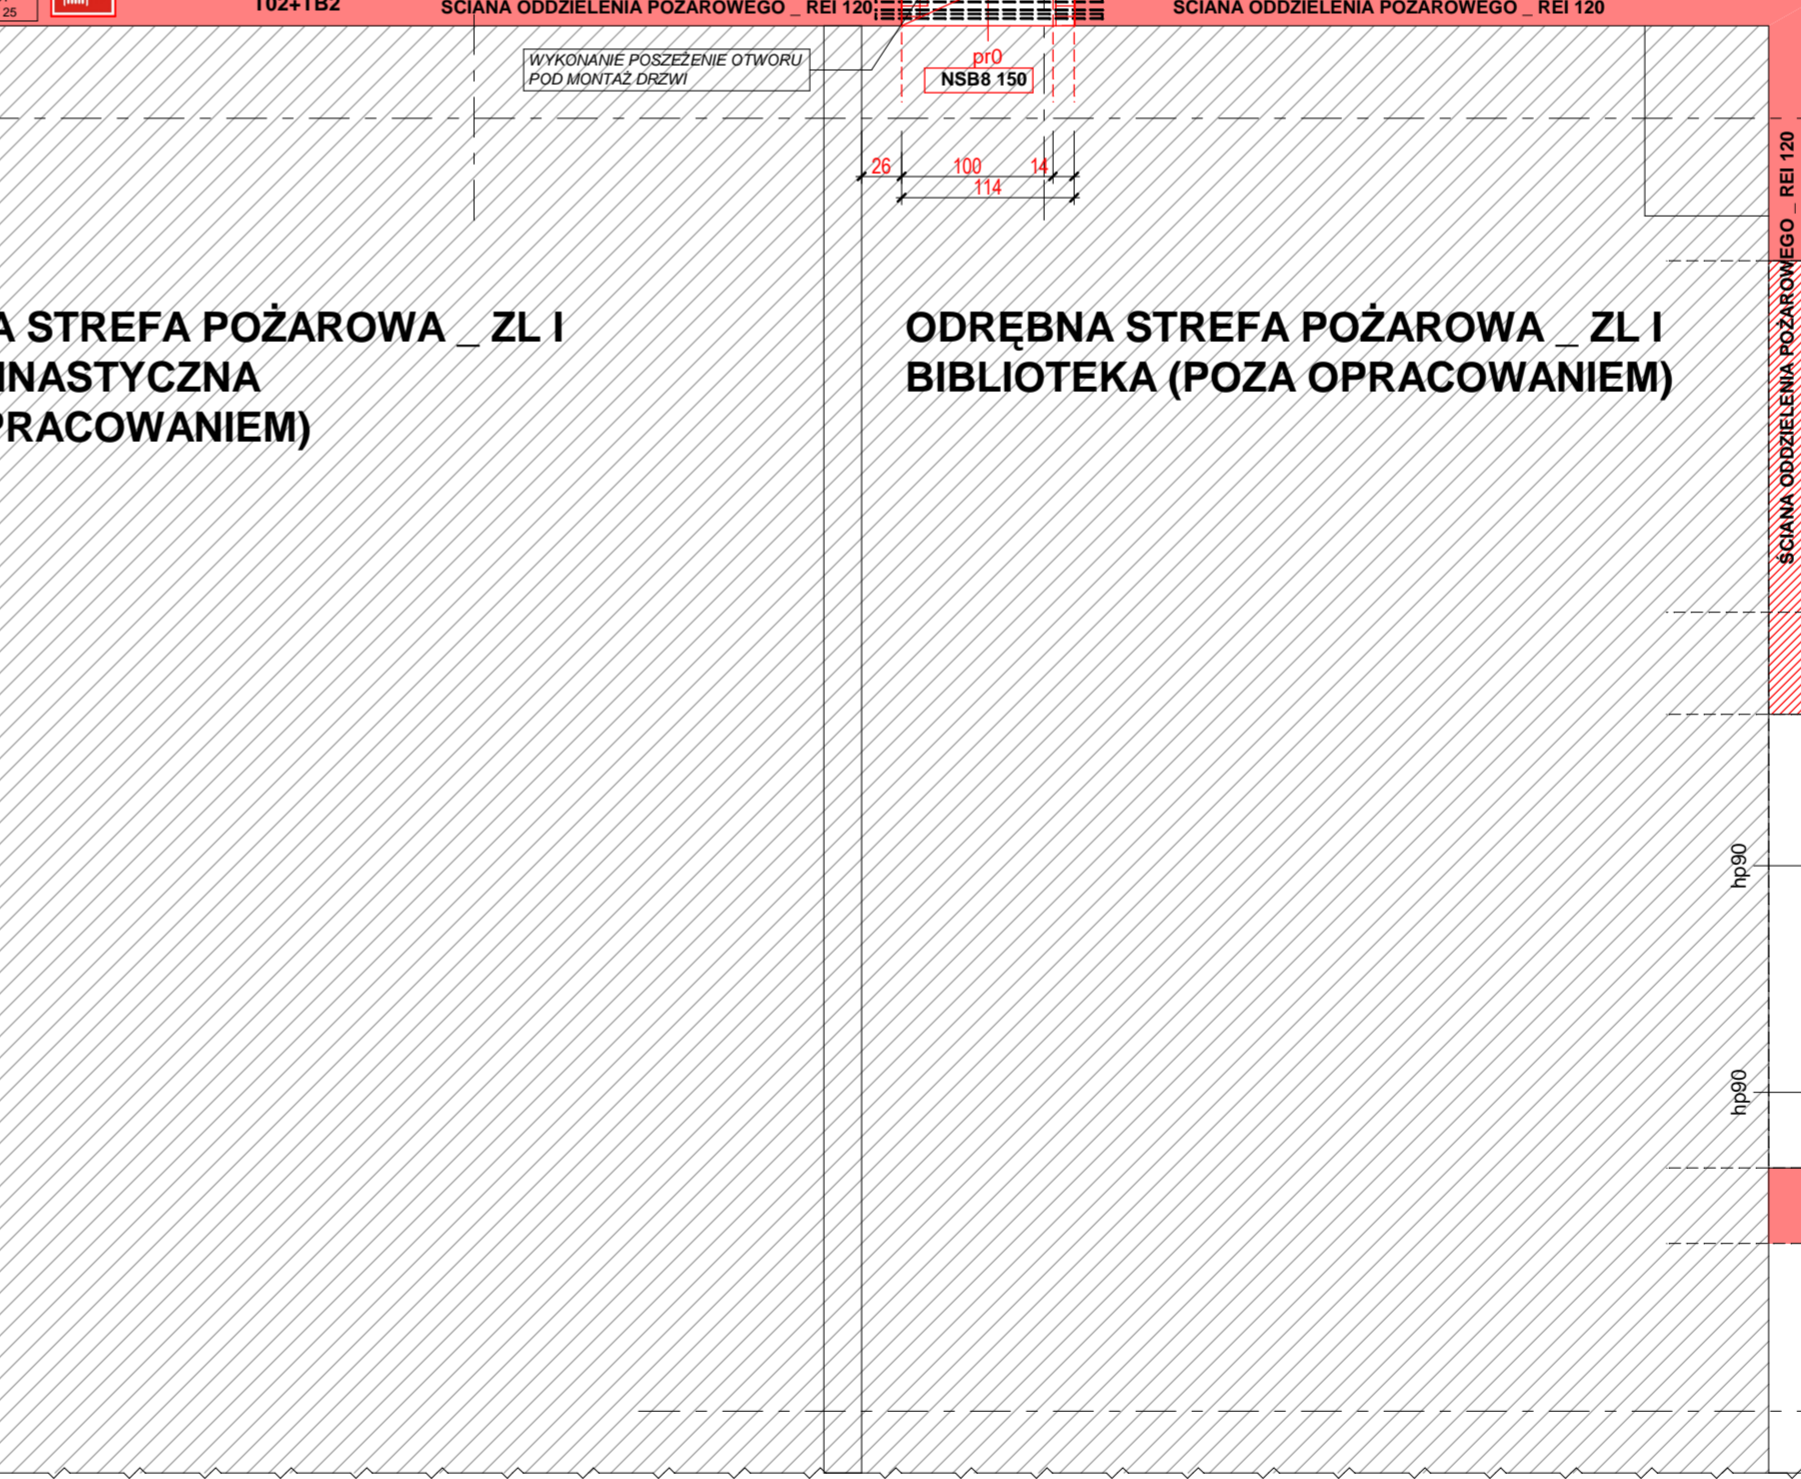 25
T02+TB2
ŚCIANA ODDZIELENIA POŻAROWEGO _ REI 120
ŚCIANA ODDZIELENIA POŻAROWEGO _ REI 120
WYKONANIE POSZEŻENIE OTWORU
POD MONTAŻ DRZWI
pr0
NSB8 150
26
100
14
114
ŚCIANA ODDZIELENIA POŻAROWEGO _ REI 120
A STREFA POŻAROWA _ ZL I
INASTYCZNA
PRACOWANIEM)
ODRĘBNA STREFA POŻAROWA _ ZL I
BIBLIOTEKA (POZA OPRACOWANIEM)
hp90
hp90